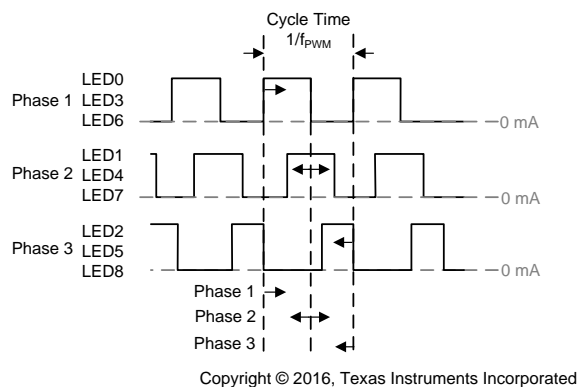 Cycle Time
1/fPWM
Phase 1
LED0
LED3
LED6
0 mA
Phase 2
LED1
LED4
LED7
0 mA
Phase 3
LED2
LED5
LED8
0 mA
Phase 1
Phase 2
Phase 3
Copyright © 2016, Texas Instruments Incorporated